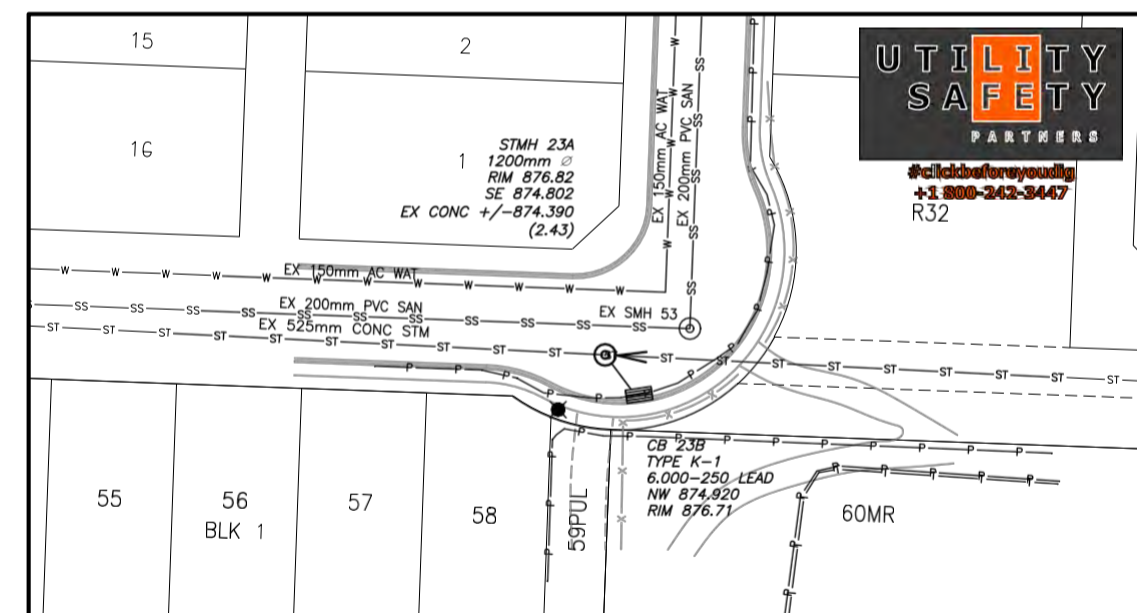 15
2
16
1
STMH 23A
1200mm ∅
RIM 876.82
SE 874.802
EX CONC +/-874.390
(2.43)
EX 150mm AC WAT
EX 200mm PVC SAN
UTILITY
SAFETY
PARTNERS
#clickbeforeyoudig
+1 800-242-3447
R32
EX 150mm AC WAT
EX 200mm PVC SAN
EX SMH 53
EX 525mm CONC STM
55
56
BLK 1
57
58
59PUL
CB 23B
TYPE K-1
6.000-250 LEAD
NW 874.920
RIM 876.71
60MR